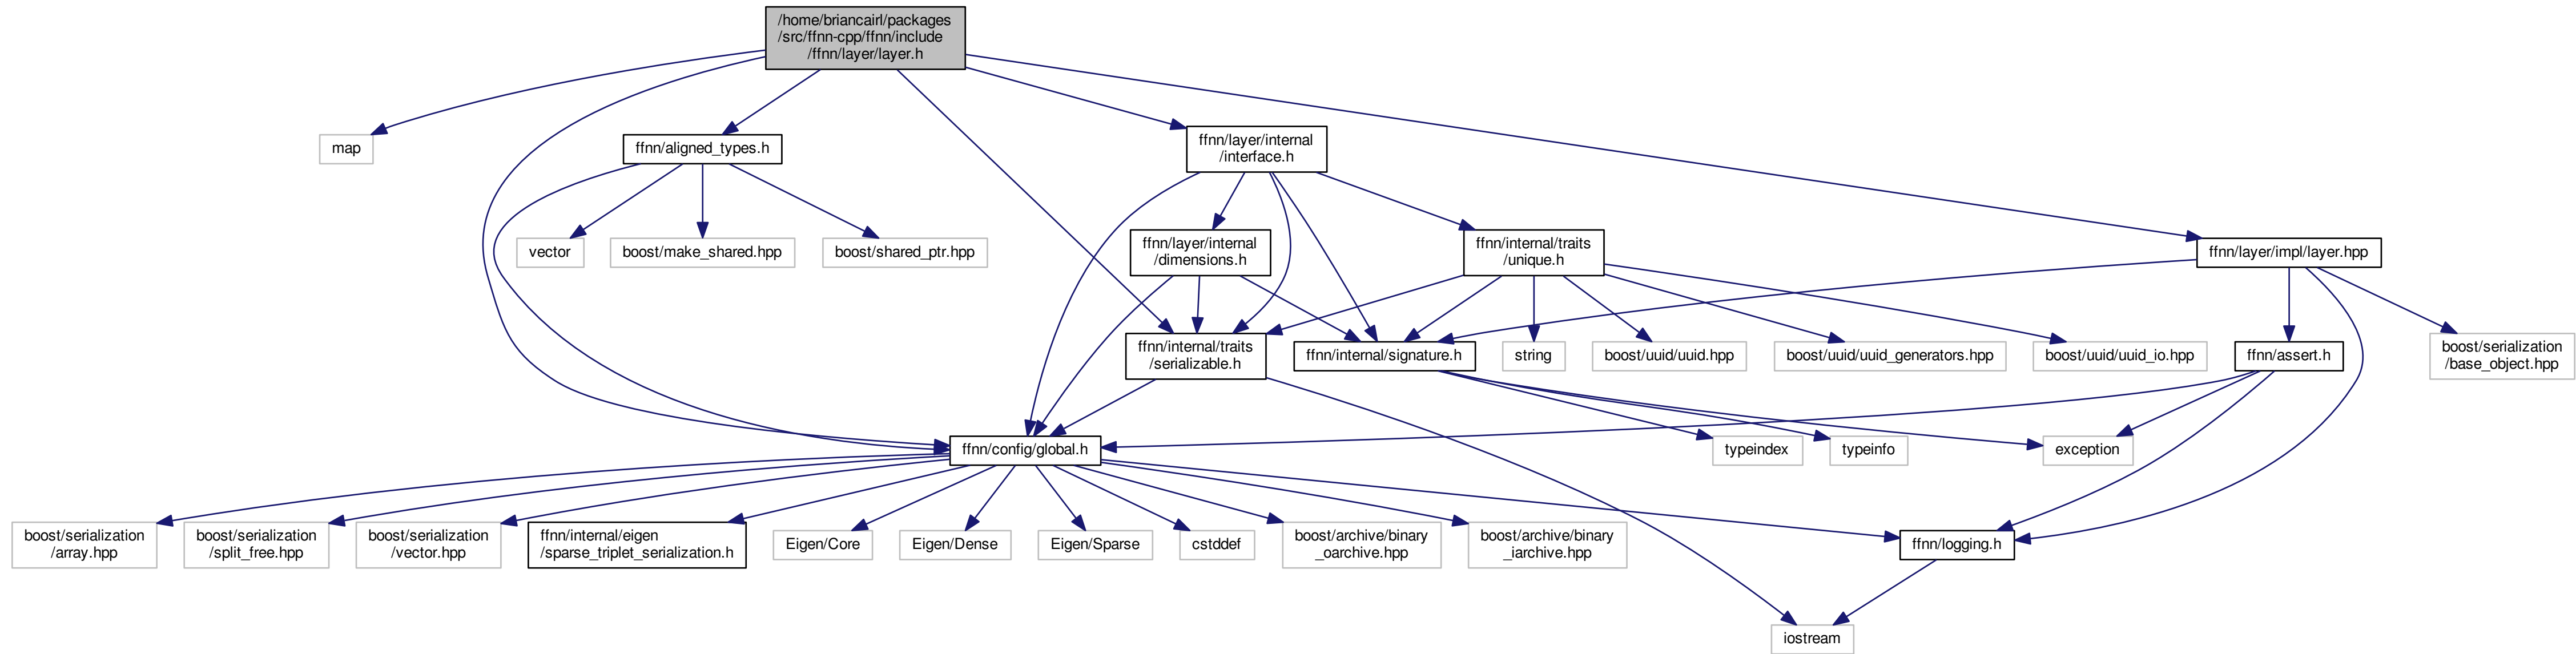 /home/briancairl/packages
/src/ffnn-cpp/ffnn/include
/ffnn/layer/layer.h
map
ffnn/aligned_types.h
ffnn/layer/internal
/interface.h
vector
boost/make_shared.hpp
boost/shared_ptr.hpp
ffnn/layer/internal
/dimensions.h
ffnn/internal/traits
/unique.h
ffnn/layer/impl/layer.hpp
ffnn/internal/traits
/serializable.h
ffnn/internal/signature.h
string
boost/uuid/uuid.hpp
boost/uuid/uuid_generators.hpp
boost/uuid/uuid_io.hpp
ffnn/assert.h
boost/serialization
/base_object.hpp
ffnn/config/global.h
typeindex
typeinfo
exception
boost/serialization
/array.hpp
boost/serialization
/split_free.hpp
boost/serialization
/vector.hpp
ffnn/internal/eigen
/sparse_triplet_serialization.h
Eigen/Core
Eigen/Dense
Eigen/Sparse
cstddef
boost/archive/binary
_oarchive.hpp
boost/archive/binary
_iarchive.hpp
ffnn/logging.h
iostream